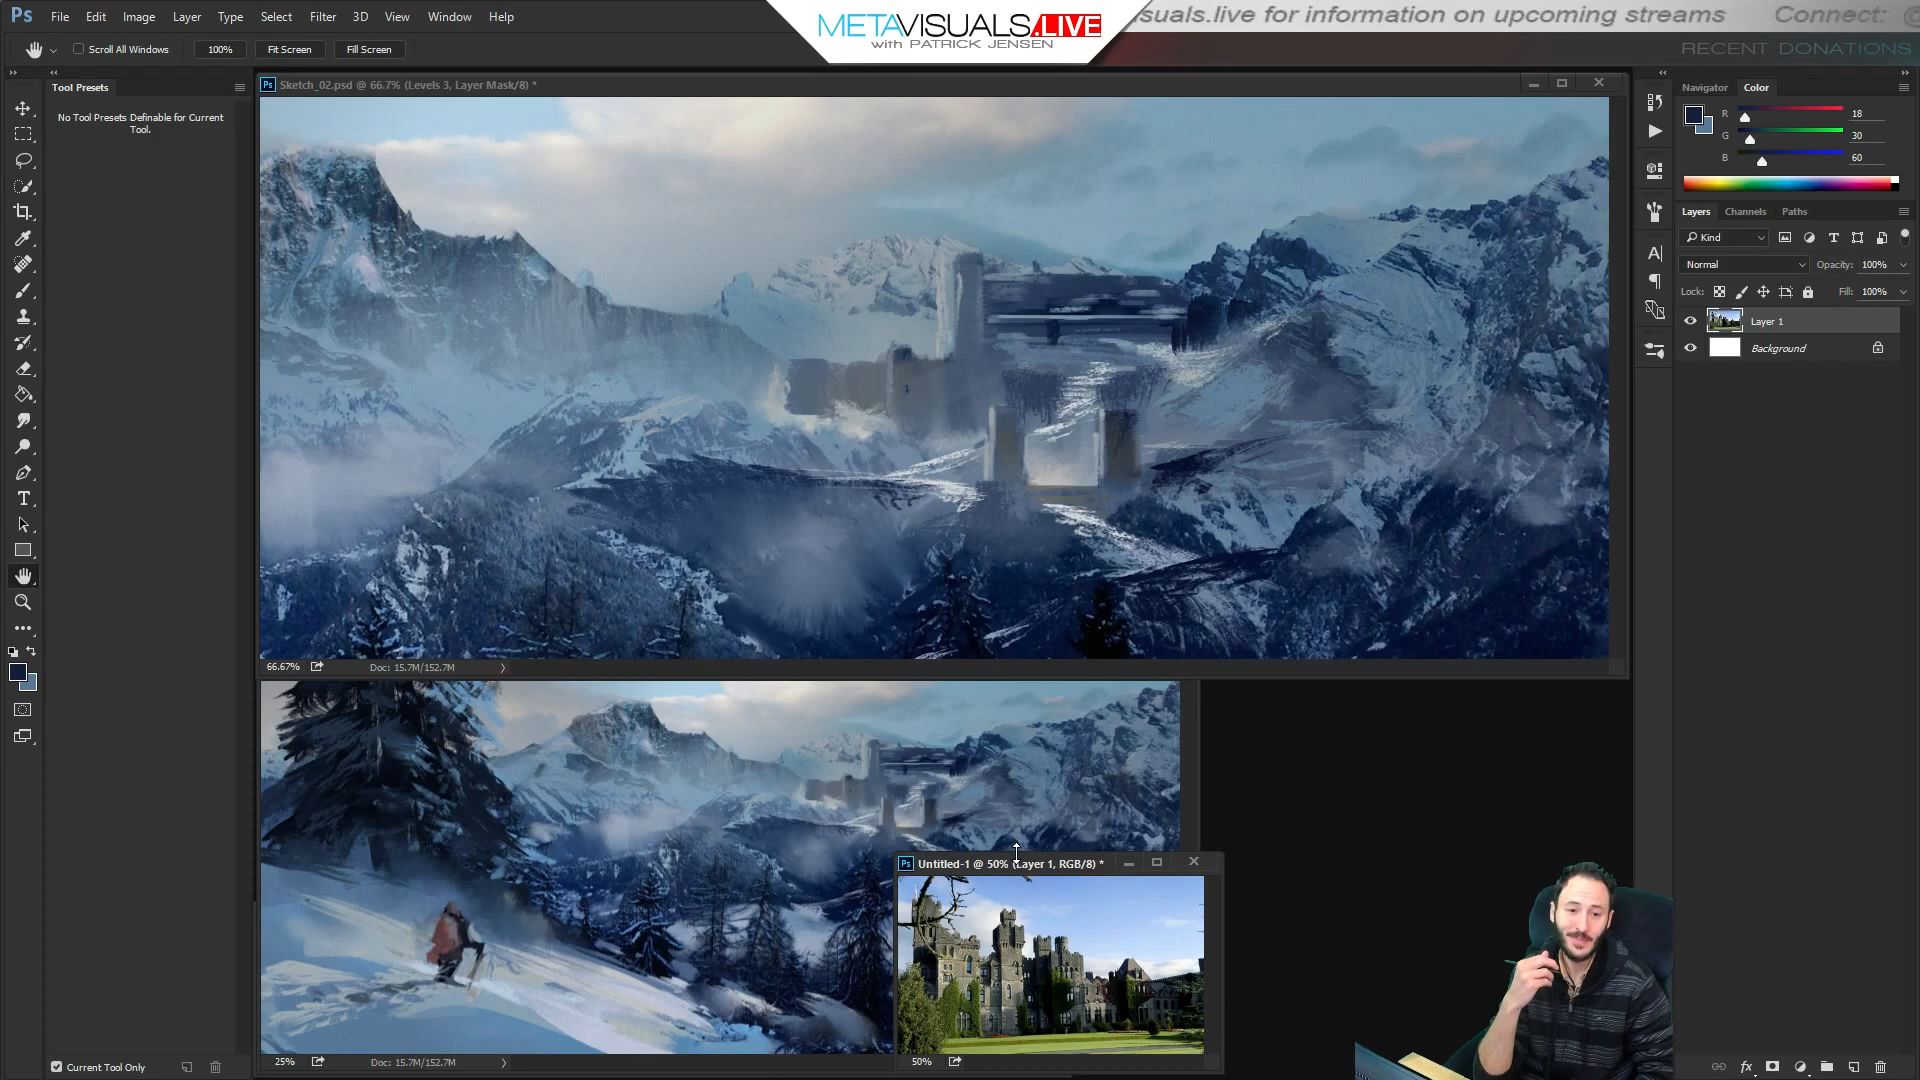 Ps File Edit Image Layer Type Select Filter 3D View Window Help
METAVISUALS.LIVE
with PATRICK JENSEN
suals.live for information on upcoming streams Connect: @
RECENT DONATIONS
Scroll All Windows 100% Fit Screen Fill Screen
Tool Presets
No Tool Presets Definable for Current
Tool.
Ps Sketch_02.psd @ 66.7% (Levels 3, Layer Mask/8) *
Navigator Color
R 18
G 30
B 60
Layers Channels Paths
Kind
Normal Opacity: 100%
Lock: Fill: 100%
Layer 1
Background
66.67% Doc: 15.7M/152.7M
Ps Untitled-1 @ 50% (Layer 1, RGB/8) *
25% Doc: 15.7M/152.7M
50%
Current Tool Only
fx